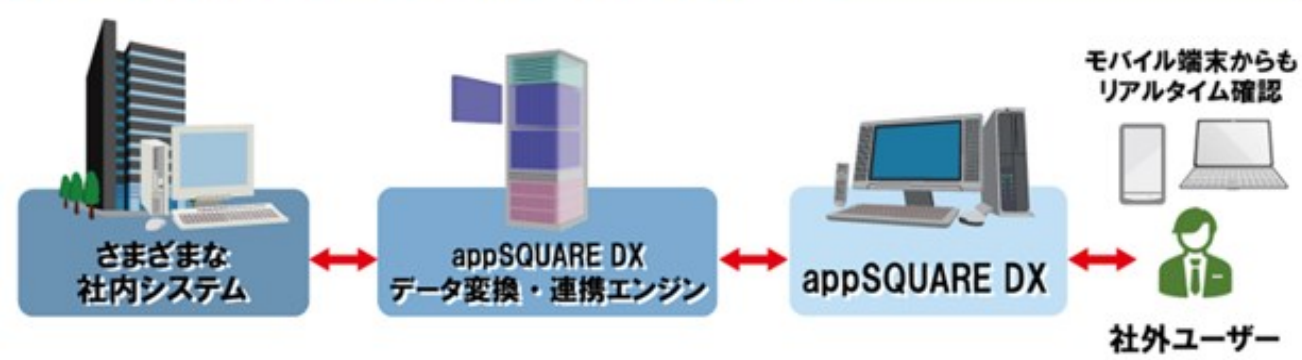 さまざまな
社内システム
appSQUARE DX
データ変換・連携エンジン
appSQUARE DX
モバイル端末からも
リアルタイム確認
社外ユーザー